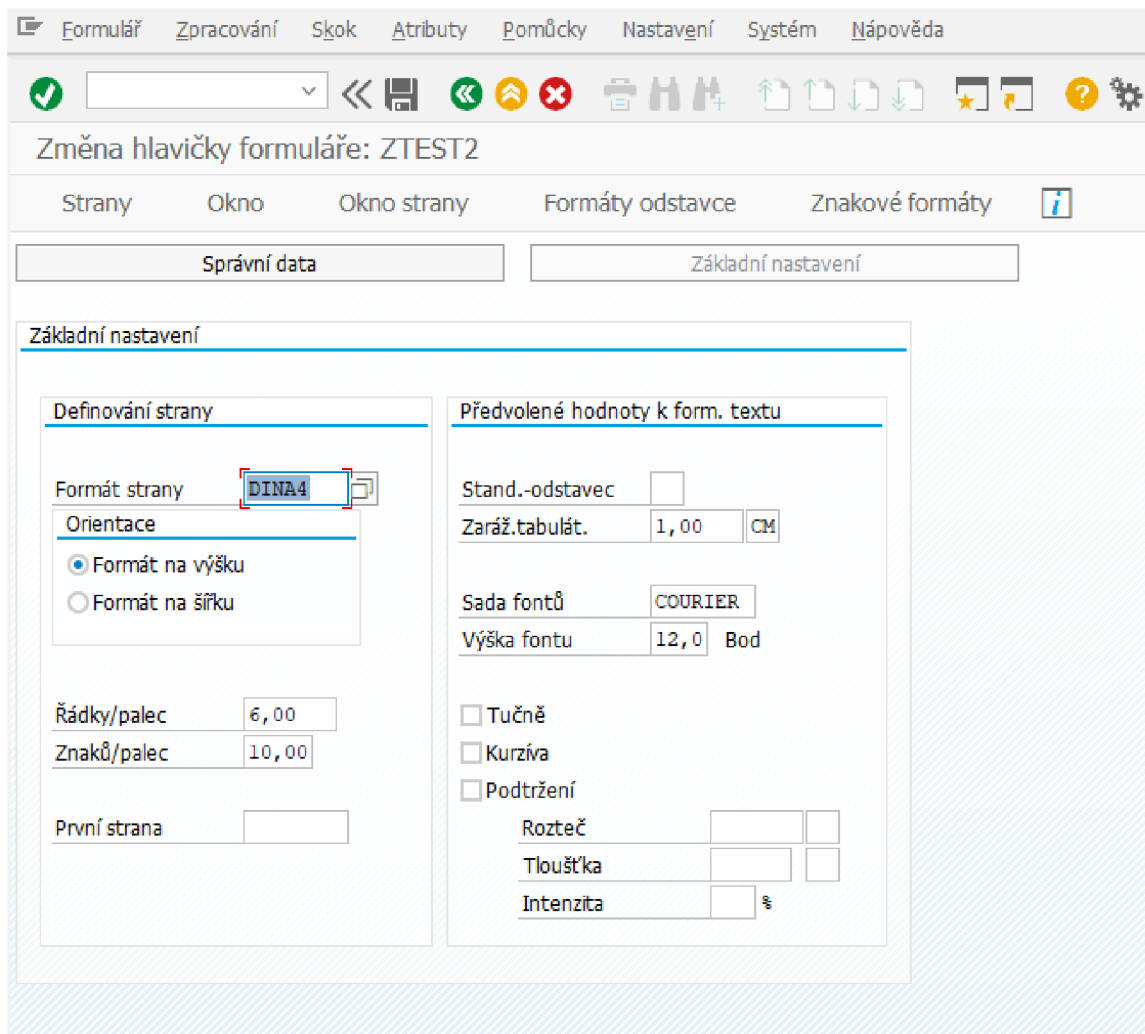 Formulář Zpracování Skok Atributy Pomůcky Nastavení Systém Nápověda
Změna hlavičky formuláře: ZTEST2
Strany Okno Okno strany Formáty odstavce Znakové formáty i
Správní data Základní nastavení
Základní nastavení
Definování strany
Formát strany DINA4
Orientace
Formát na výšku
Formát na šířku
Řádky/palec 6,00
Znaků/palec 10,00
První strana
Předvolené hodnoty k form. textu
Stand.-odstavec
Zaráž.tabulát. 1,00 CM
Sada fontů COURIER
Výška fontu 12,0 Bod
Tučně
Kurzíva
Podtržení
Rozteč
Tloušťka
Intenzita %